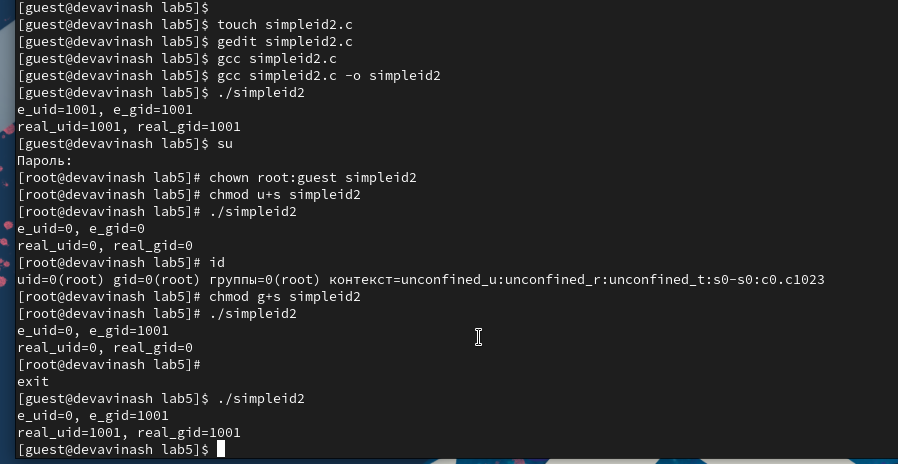 [guest@devavinash lab5]$
[guest@devavinash lab5]$ touch simpleid2.c
[guest@devavinash lab5]$ gedit simpleid2.c
[guest@devavinash lab5]$ gcc simpleid2.c
[guest@devavinash lab5]$ gcc simpleid2.c -o simpleid2
[guest@devavinash lab5]$ ./simpleid2
e_uid=1001, e_gid=1001
real_uid=1001, real_gid=1001
[guest@devavinash lab5]$ su
Пароль:
[root@devavinash lab5]# chown root:guest simpleid2
[root@devavinash lab5]# chmod u+s simpleid2
[root@devavinash lab5]# ./simpleid2
e_uid=0, e_gid=0
real_uid=0, real_gid=0
[root@devavinash lab5]# id
uid=0(root) gid=0(root) группы=0(root) контекст=unconfined_u:unconfined_r:unconfined_t:s0-s0:c0.c1023
[root@devavinash lab5]# chmod g+s simpleid2
[root@devavinash lab5]# ./simpleid2
e_uid=0, e_gid=1001
real_uid=0, real_gid=0
[root@devavinash lab5]#
exit
[guest@devavinash lab5]$ ./simpleid2
e_uid=0, e_gid=1001
real_uid=1001, real_gid=1001
[guest@devavinash lab5]$